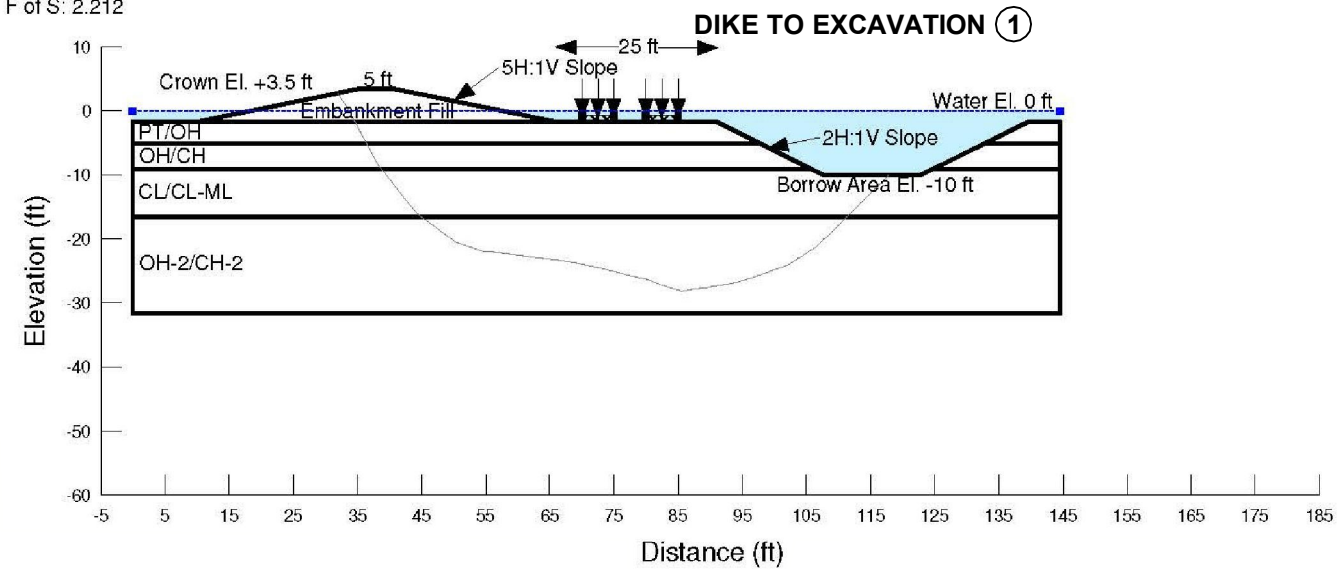 F of S: 2.212
DIKE TO EXCAVATION 1
25 ft
5H:1V Slope
Crown El. +3.5 ft
5 ft
Water El. 0 ft
Embankment Fill
PT/OH
2H:1V Slope
OH/CH
Borrow Area El. -10 ft
CL/CL-ML
OH-2/CH-2
Elevation (ft)
10
0
-10
-20
-30
-40
-50
-60
-5 5 15 25 35 45 55 65 75 85 95 105 115 125 135 145 155 165 175 185
Distance (ft)